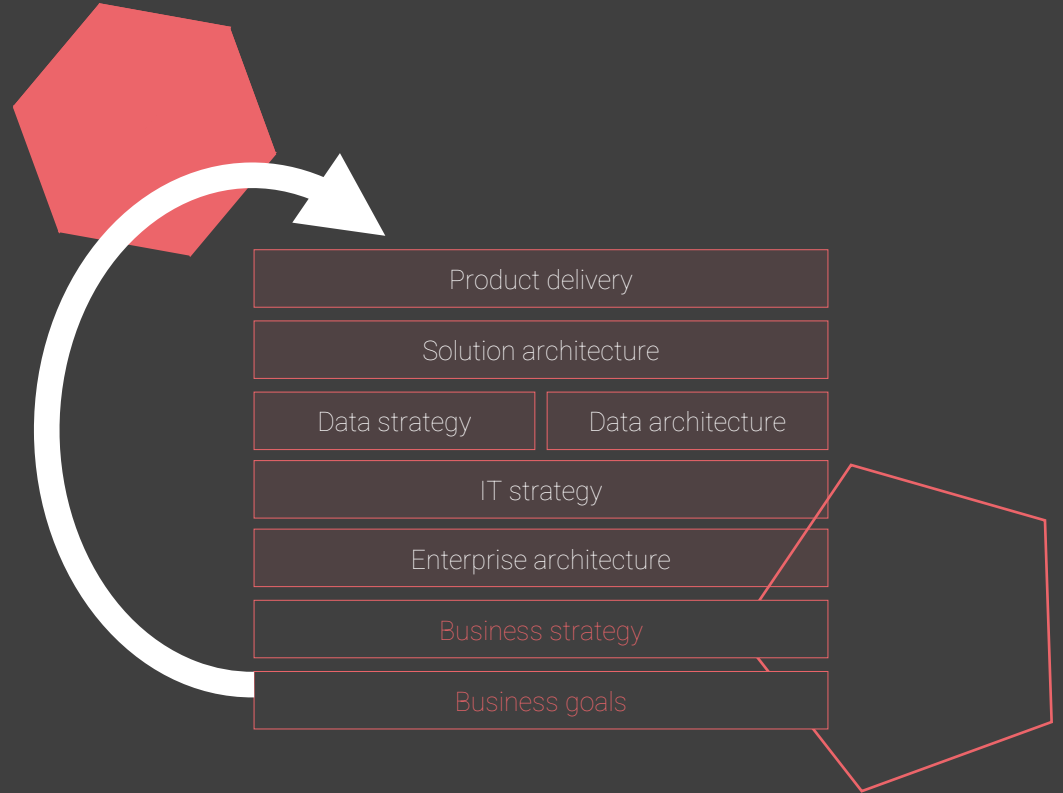 Product delivery
Solution architecture
Data strategy
Data architecture
IT strategy
Enterprise architecture
Business strategy
Business goals